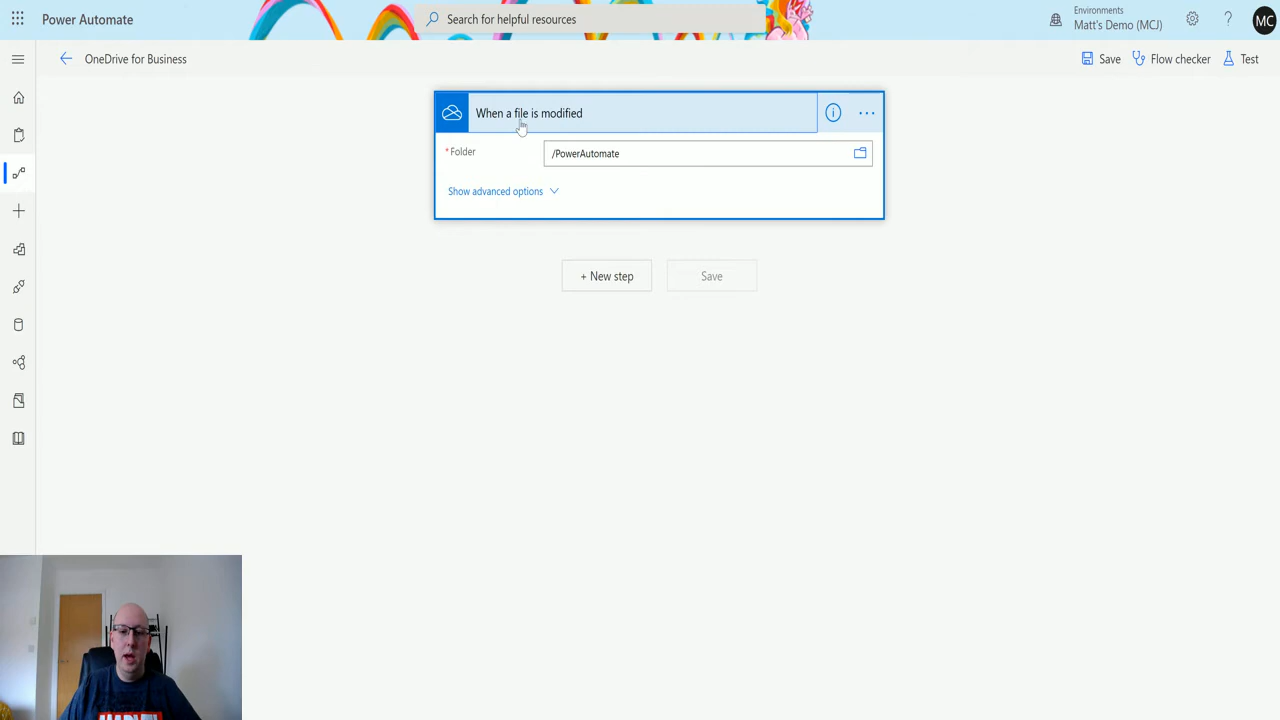 Power Automate
Search for helpful resources
Environments
Matt's Demo (MCJ)
MC
OneDrive for Business
Save
Flow checker
Test
When a file is modified
* Folder
/PowerAutomate
Show advanced options
+ New step
Save